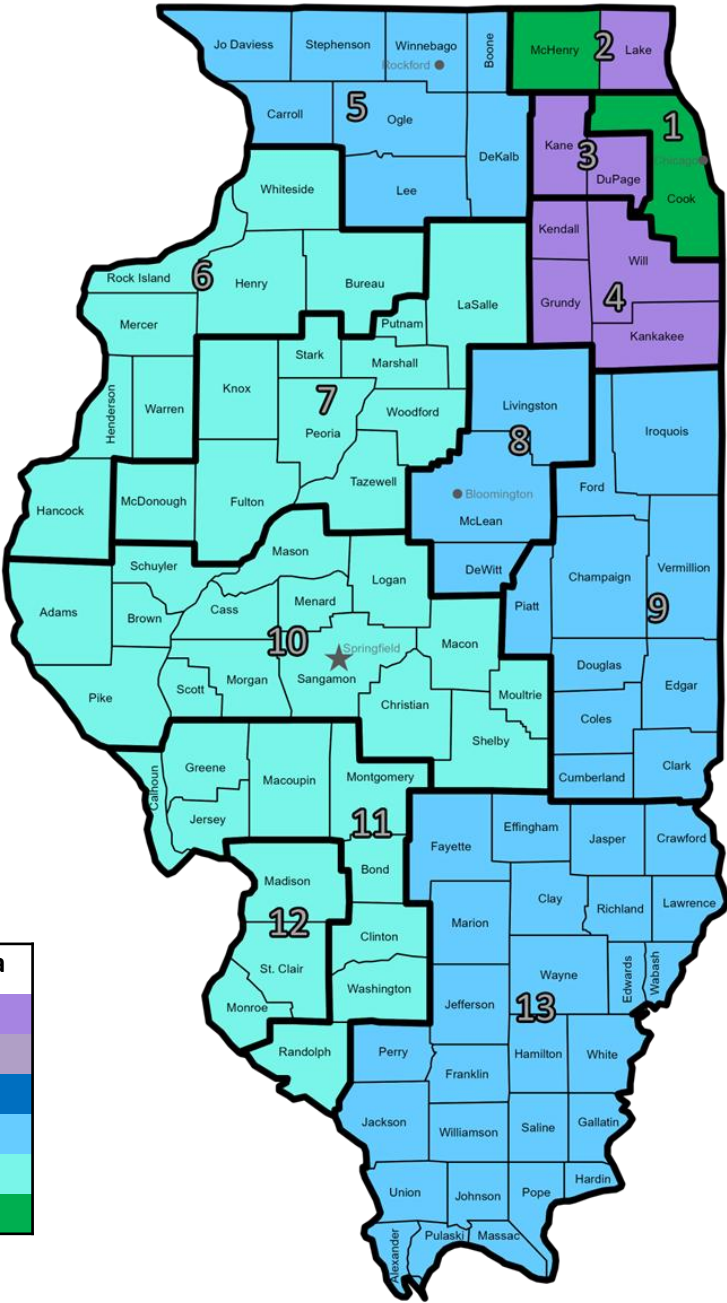 Jo Daviess
Stephenson
Winnebago
Boone
McHenry
2
Lake
Rockford
Carroll
5
Ogle
DeKalb
Kane
3
1
Chicago
DuPage
Cook
Lee
Whiteside
Kendall
Will
Rock Island
6
Henry
Bureau
LaSalle
Grundy
4
Mercer
Putnam
Kankakee
Stark
Marshall
Henderson
Warren
Knox
7
Woodford
Livingston
Iroquois
Peoria
8
Tazewell
Ford
Hancock
McDonough
Fulton
Bloomington
McLean
Mason
Schuyler
Logan
DeWitt
Champaign
Vermillion
Adams
Brown
Cass
Menard
Piatt
9
10
Springfield
Macon
Douglas
Pike
Scott
Morgan
Sangamon
Christian
Moultrie
Edgar
Coles
Shelby
Calhoun
Greene
Macoupin
Montgomery
Cumberland
Clark
Jersey
11
Effingham
Fayette
Jasper
Crawford
Madison
Bond
Clay
Richland
Lawrence
12
Marion
Clinton
St. Clair
Wayne
Edwards
Wabash
a
Monroe
Washington
Jefferson
13
Randolph
Perry
Hamilton
White
Franklin
Jackson
Williamson
Saline
Gallatin
Union
Johnson
Pope
Hardin
Alexander
Pulaski
Massac